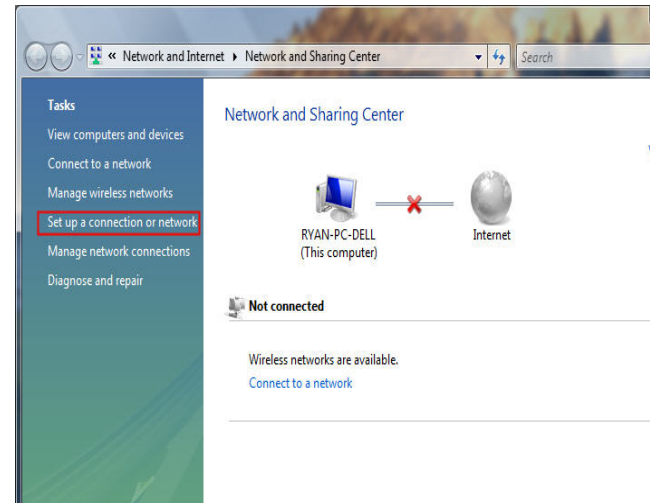 « Network and Internet ▸ Network and Sharing Center
Search
Tasks
View computers and devices
Connect to a network
Manage wireless networks
Set up a connection or network
Manage network connections
Diagnose and repair
Network and Sharing Center
RYAN-PC-DELL
(This computer)
Internet
Not connected
Wireless networks are available.
Connect to a network